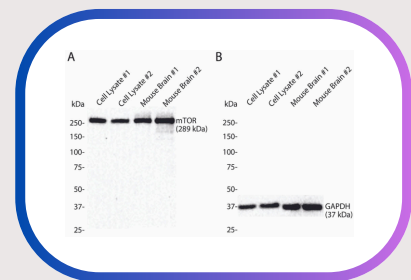 A
Cell Lysate #1
Cell Lysate #2
Mouse Brain #1
Mouse Brain #2
kDa
250-
150-
100-
75-
50-
37-
25-
mTOR
(289 kDa)
B
Cell Lysate #1
Cell Lysate #2
Mouse Brain #1
Mouse Brain #2
kDa
250-
150-
100-
75-
50-
37-
25-
GAPDH
(37 kDa)